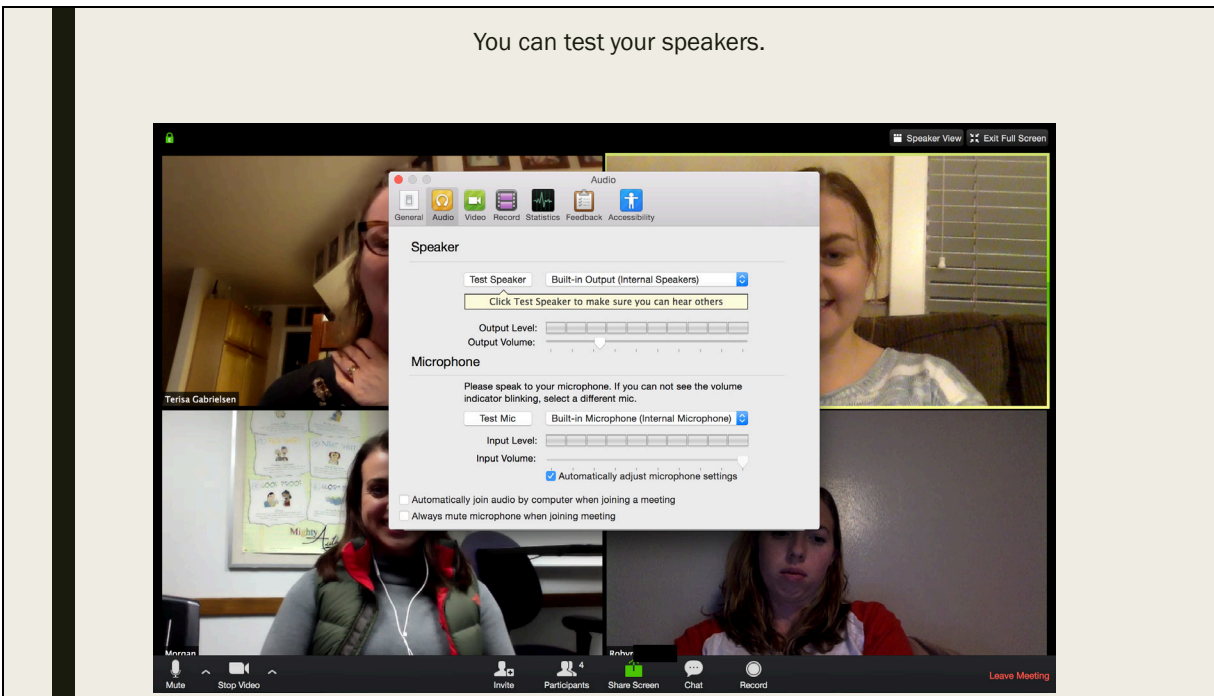 You can test your speakers.
Speaker View
Exit Full Screen
Audio
General Audio Video Record Statistics Feedback Accessibility
Speaker
Test Speaker Built-in Output (Internal Speakers)
Click Test Speaker to make sure you can hear others
Output Level:
Output Volume:
Microphone
Please speak to your microphone. If you can not see the volume
indicator blinking, select a different mic.
Test Mic Built-in Microphone (Internal Microphone)
Input Level:
Input Volume:
Automatically adjust microphone settings
Automatically join audio by computer when joining a meeting
Always mute microphone when joining meeting
Terisa Gabrielsen
Mighty
Morgan
Mute Stop Video Invite Participants 4 Share Screen Chat Record Leave Meeting